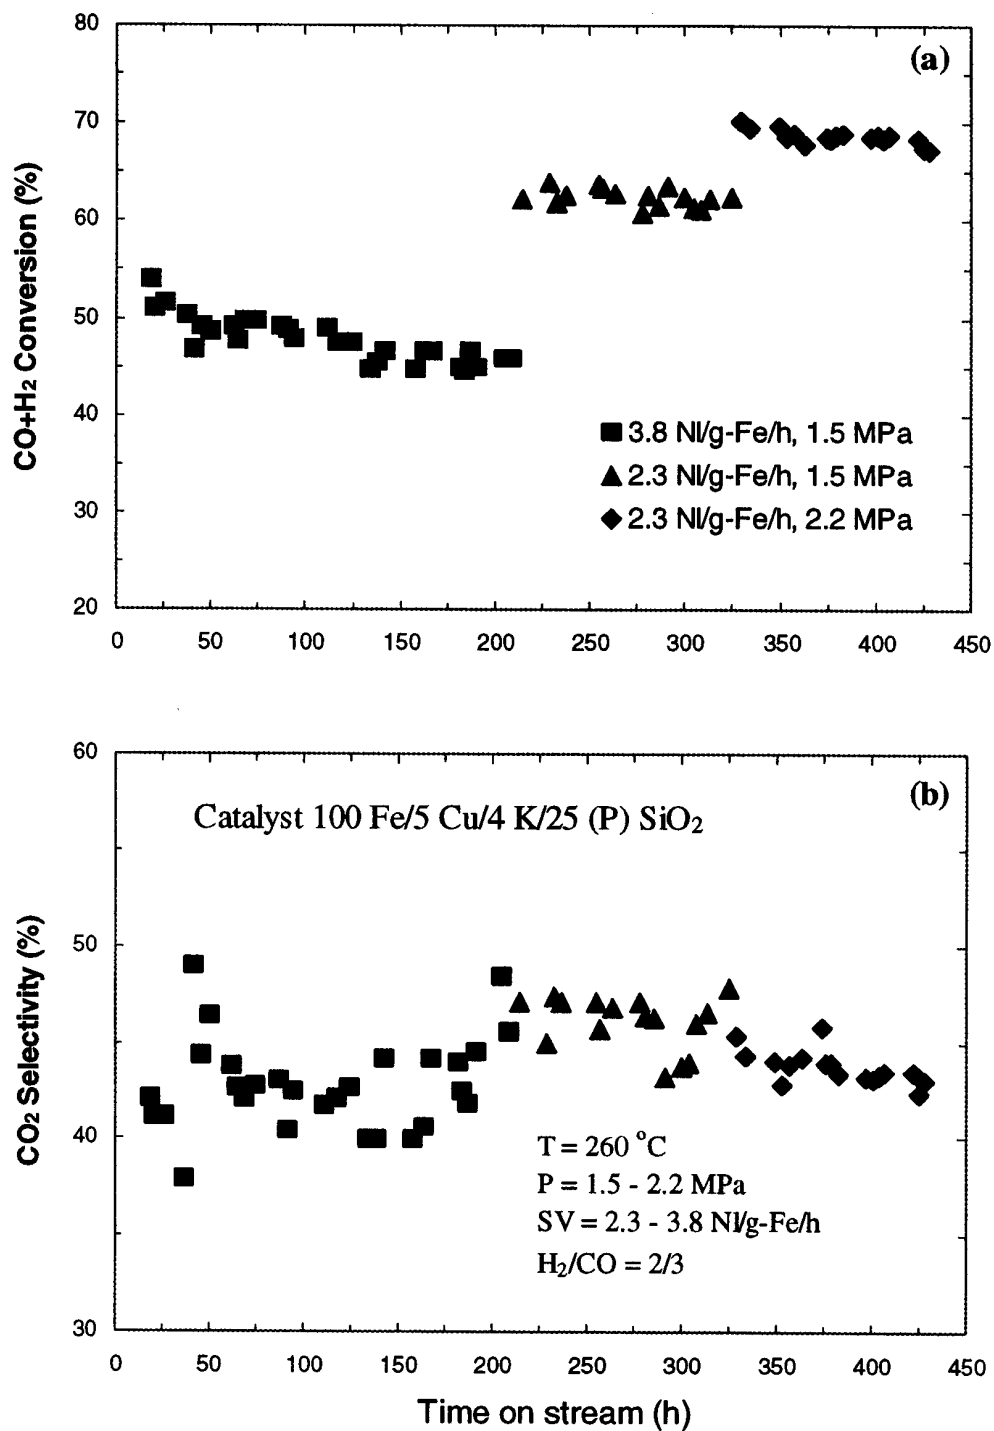 80
70
60
50
40
30
20
CO+H₂ Conversion (%)
(a)
■ 3.8 Nl/g-Fe/h, 1.5 MPa
▲ 2.3 Nl/g-Fe/h, 1.5 MPa
◆ 2.3 Nl/g-Fe/h, 2.2 MPa
0 50 100 150 200 250 300 350 400 450
60
50
40
30
CO₂ Selectivity (%)
(b)
Catalyst 100 Fe/5 Cu/4 K/25 (P) SiO₂
T = 260 °C
P = 1.5 - 2.2 MPa
SV = 2.3 - 3.8 Nl/g-Fe/h
H₂/CO = 2/3
0 50 100 150 200 250 300 350 400 450
Time on stream (h)